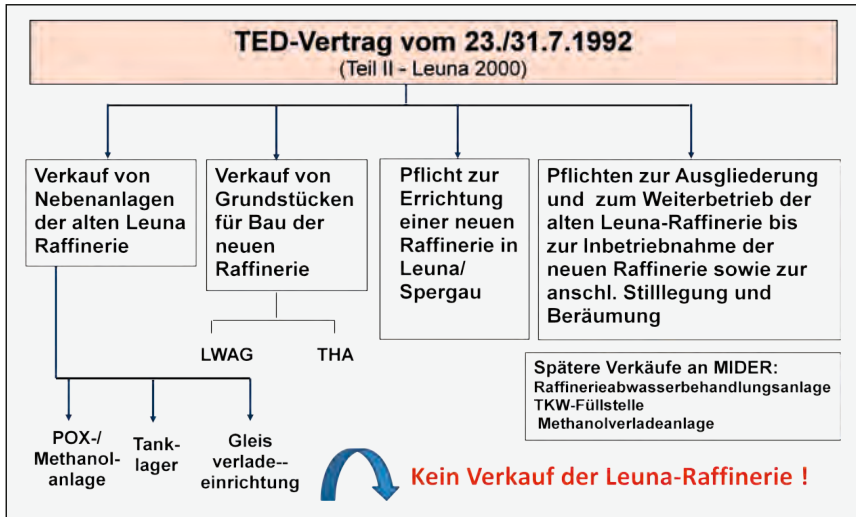 TED-Vertrag vom 23./31.7.1992
(Teil II - Leuna 2000)
Verkauf von
Nebenanlagen
der alten Leuna
Raffinerie
Verkauf von
Grundstücken
für Bau der
neuen
Raffinerie
Pflicht zur
Errichtung
einer neuen
Raffinerie in
Leuna/
Spergau
Pflichten zur Ausgliederung
und zum Weiterbetrieb der
alten Leuna-Raffinerie bis
zur Inbetriebnahme der
neuen Raffinerie sowie zur
anschl. Stilllegung und
Beräumung
LWAG
THA
Spätere Verkäufe an MIDER:
Raffinerieabwasserbehandlungsanlage
TKW-Füllstelle
Methanolverladeanlage
POX-/
Methanol-
anlage
Tank-
lager
Gleis
verlade--
einrichtung
Kein Verkauf der Leuna-Raffinerie !